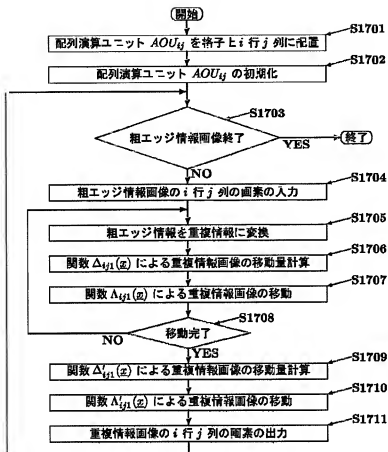 開始
S1701
配列演算ユニット AOUij を格子上 i 行 j 列に配置
S1702
配列演算ユニット AOUij の初期化
S1703
粗エッジ情報画像終了
YES
終了
NO
S1704
粗エッジ情報画像の i 行 j 列の画素の入力
S1705
粗エッジ情報を重複情報に変換
S1706
関数 Δij1(x) による重複情報画像の移動量計算
S1707
関数 Λij1(x) による重複情報画像の移動
S1708
移動完了
NO
YES
S1709
関数 Δ'ij1(x) による重複情報画像の移動量計算
S1710
関数 Λ'ij1(x) による重複情報画像の移動
S1711
重複情報画像の i 行 j 列の画素の出力